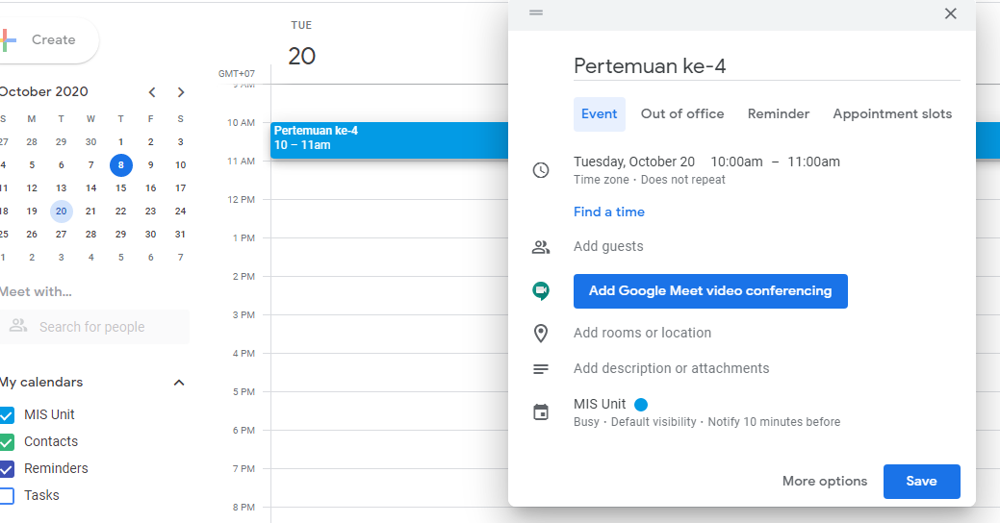 Create
October 2020
S M T W T F S
27 28 29 30 1 2 3
4 5 6 7 8 9 10
11 12 13 14 15 16 17
18 19 20 21 22 23 24
25 26 27 28 29 30 31
1 2 3 4 5 6 7
Meet with...
Search for people
My calendars
MIS Unit
Contacts
Reminders
Tasks
TUE
20
GMT+07
9 AM
10 AM
11 AM
12 PM
1 PM
2 PM
3 PM
4 PM
5 PM
6 PM
7 PM
8 PM
Pertemuan ke-4
10 – 11am
Pertemuan ke-4
Event Out of office Reminder Appointment slots
Tuesday, October 20 10:00am – 11:00am
Time zone · Does not repeat
Find a time
Add guests
Add Google Meet video conferencing
Add rooms or location
Add description or attachments
MIS Unit
Busy · Default visibility · Notify 10 minutes before
More options Save